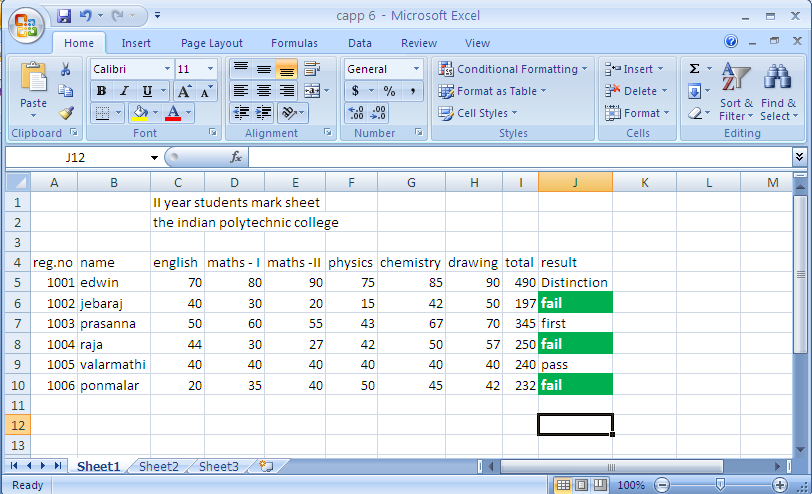 capp 6 - Microsoft Excel
Home Insert Page Layout Formulas Data Review View
Paste
Clipboard
Calibri 11
B I U A A
A
Font
Alignment
General
$ % ,
.00 .0
Number
Conditional Formatting
Format as Table
Cell Styles
Styles
Insert
Delete
Format
Cells
Σ
Sort & Filter
Find & Select
Editing
J12 fx
A B C D E F G H I J K L M
1 II year students mark sheet
2 the indian polytechnic college
3
4 reg.no name english maths - I maths -II physics chemistry drawing total result
5 1001 edwin 70 80 90 75 85 90 490 Distinction
6 1002 jebaraj 40 30 20 15 42 50 197 fail
7 1003 prasanna 50 60 55 43 67 70 345 first
8 1004 raja 44 30 27 42 50 57 250 fail
9 1005 valarmathi 40 40 40 40 40 40 240 pass
10 1006 ponmalar 20 35 40 50 45 42 232 fail
11
12
13
Sheet1 Sheet2 Sheet3
Ready 100%